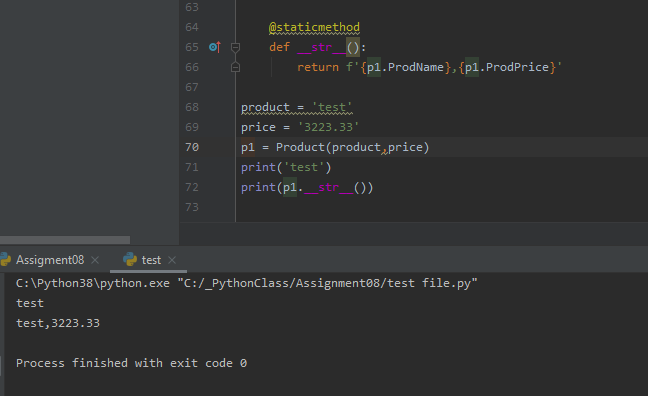 63
64 @staticmethod
65 def __str__():
66 return f'{p1.ProdName},{p1.ProdPrice}'
67
68 product = 'test'
69 price = '3223.33'
70 p1 = Product(product,price)
71 print('test')
72 print(p1.__str__())
73
Assigment08 test
C:\Python38\python.exe "C:/_PythonClass/Assignment08/test file.py"
test
test,3223.33
Process finished with exit code 0